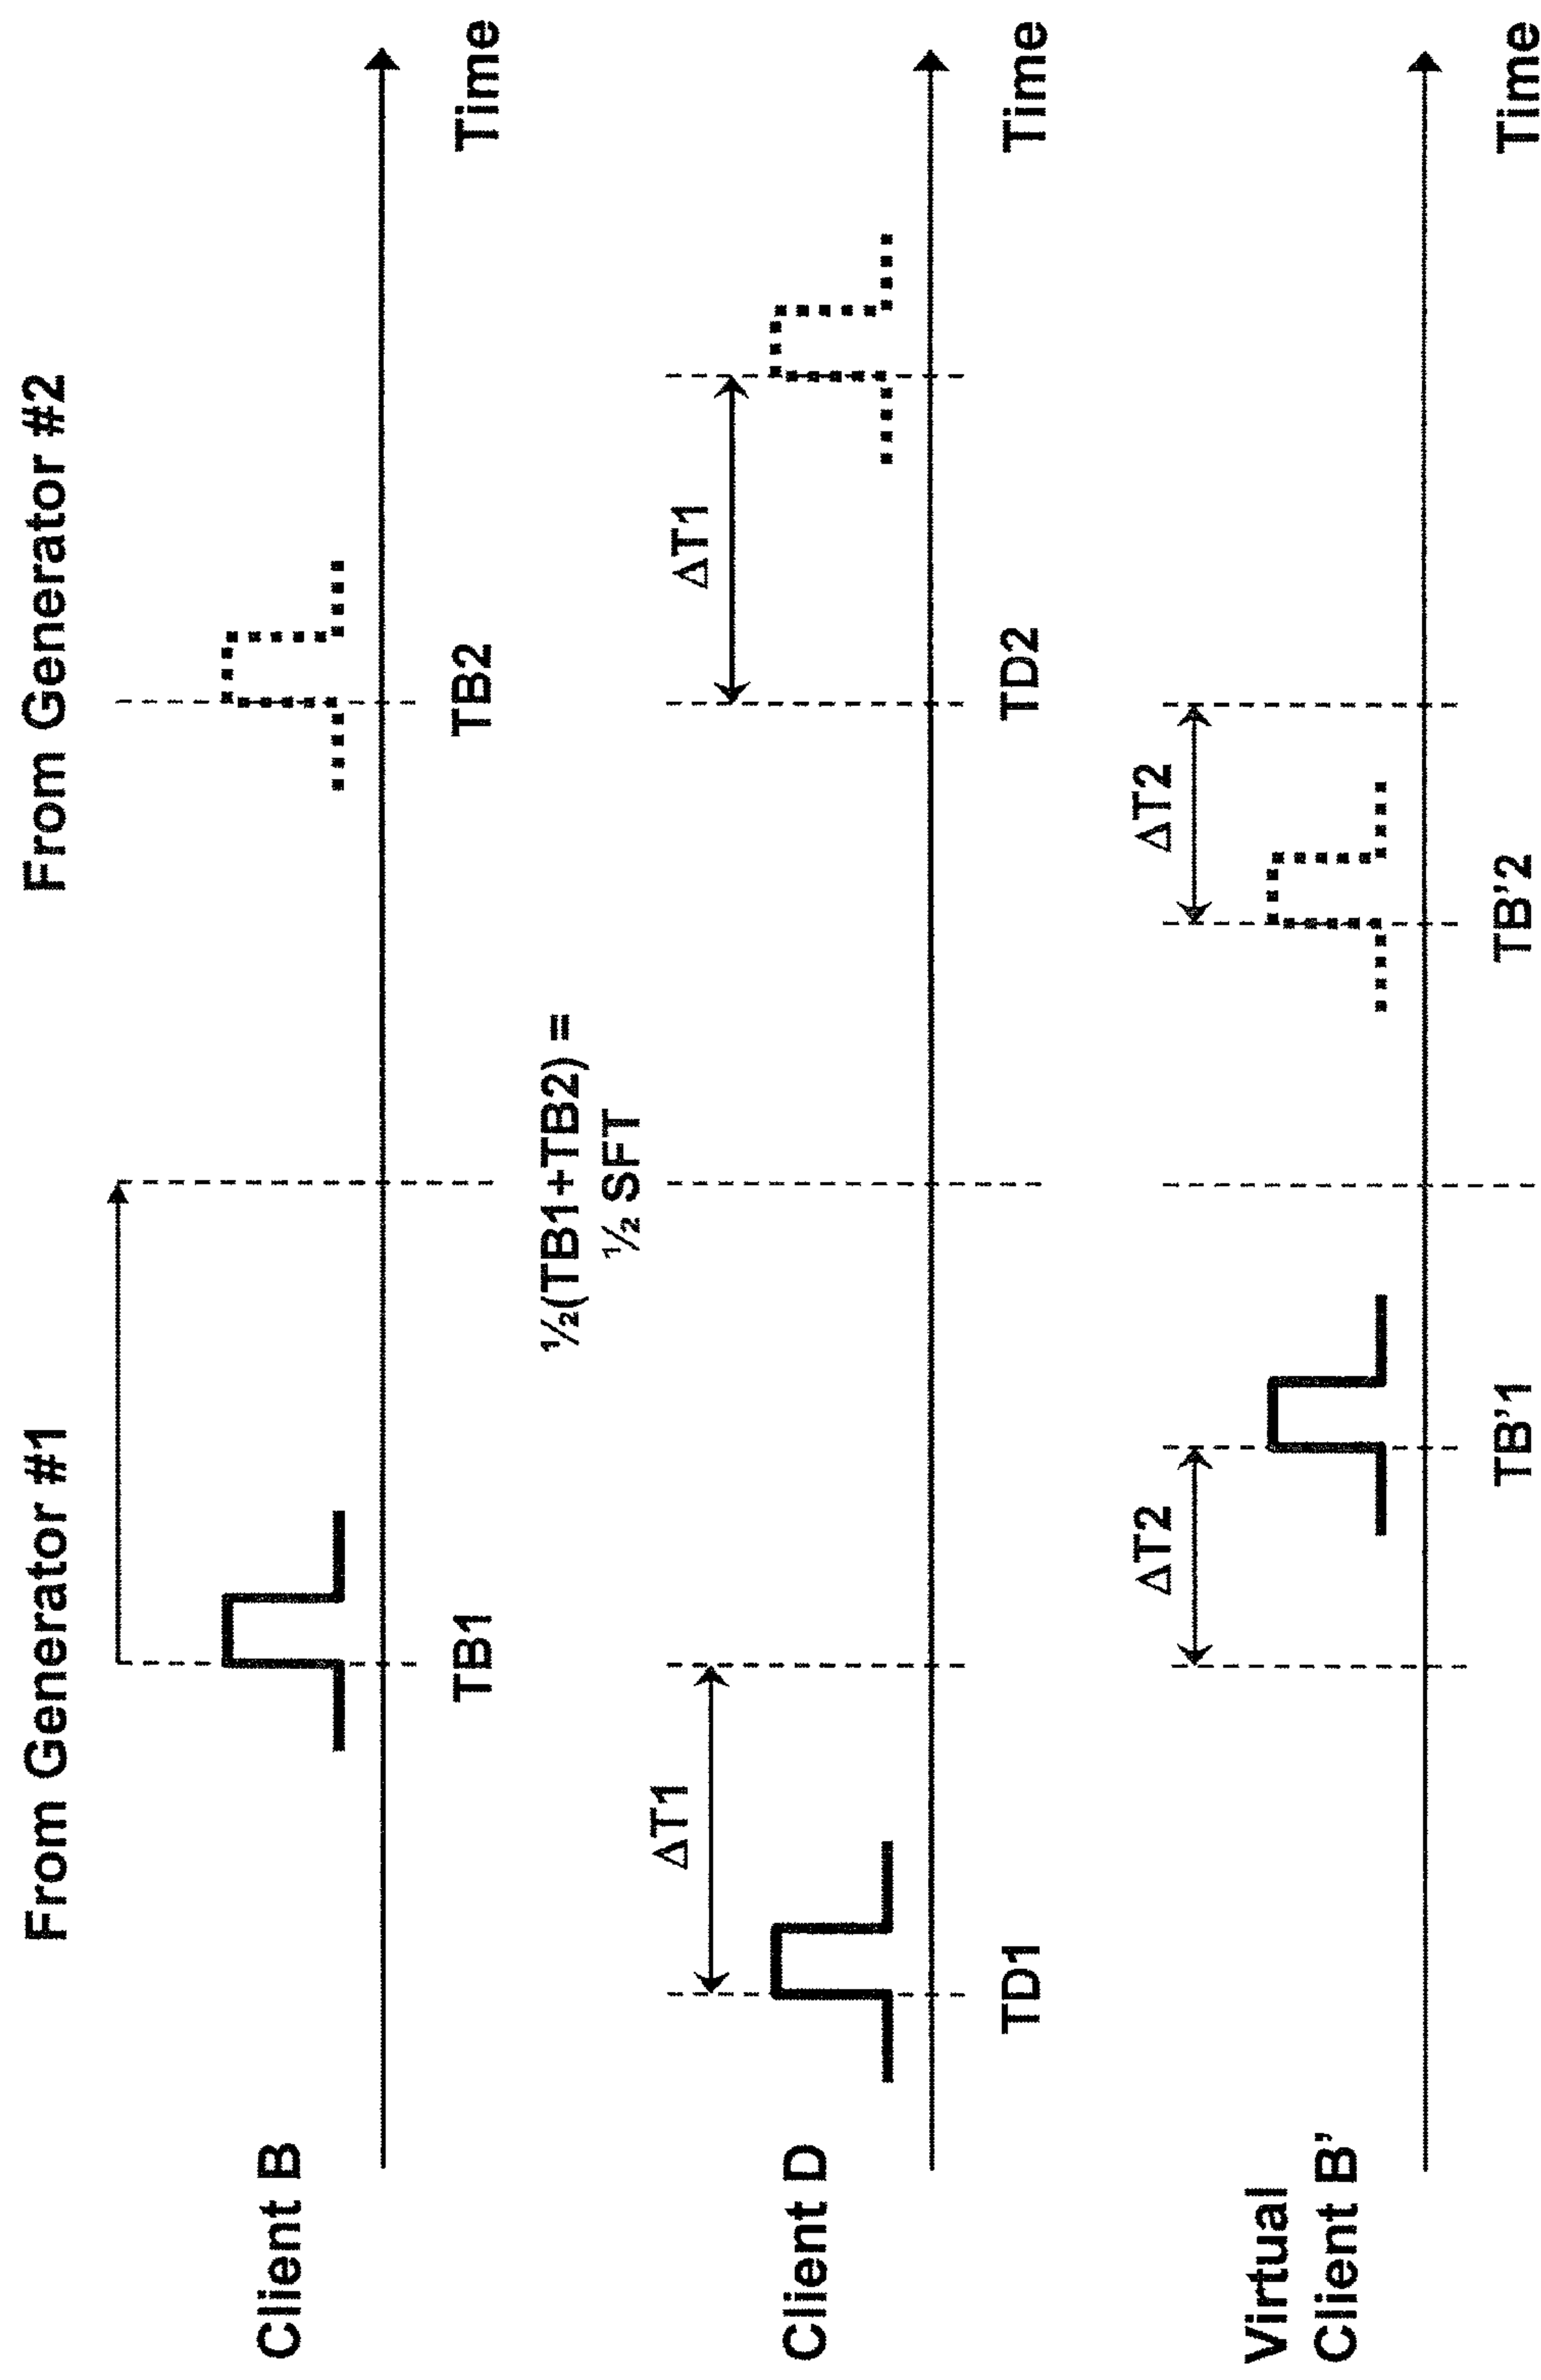 From Generator #1
From Generator #2
Client B
TB1
TB2
Time
½(TB1+TB2) =
½ SFT
Client D
ΔT1
ΔT1
TD1
TD2
Time
Virtual
Client B’
ΔT2
ΔT2
TB’1
TB’2
Time